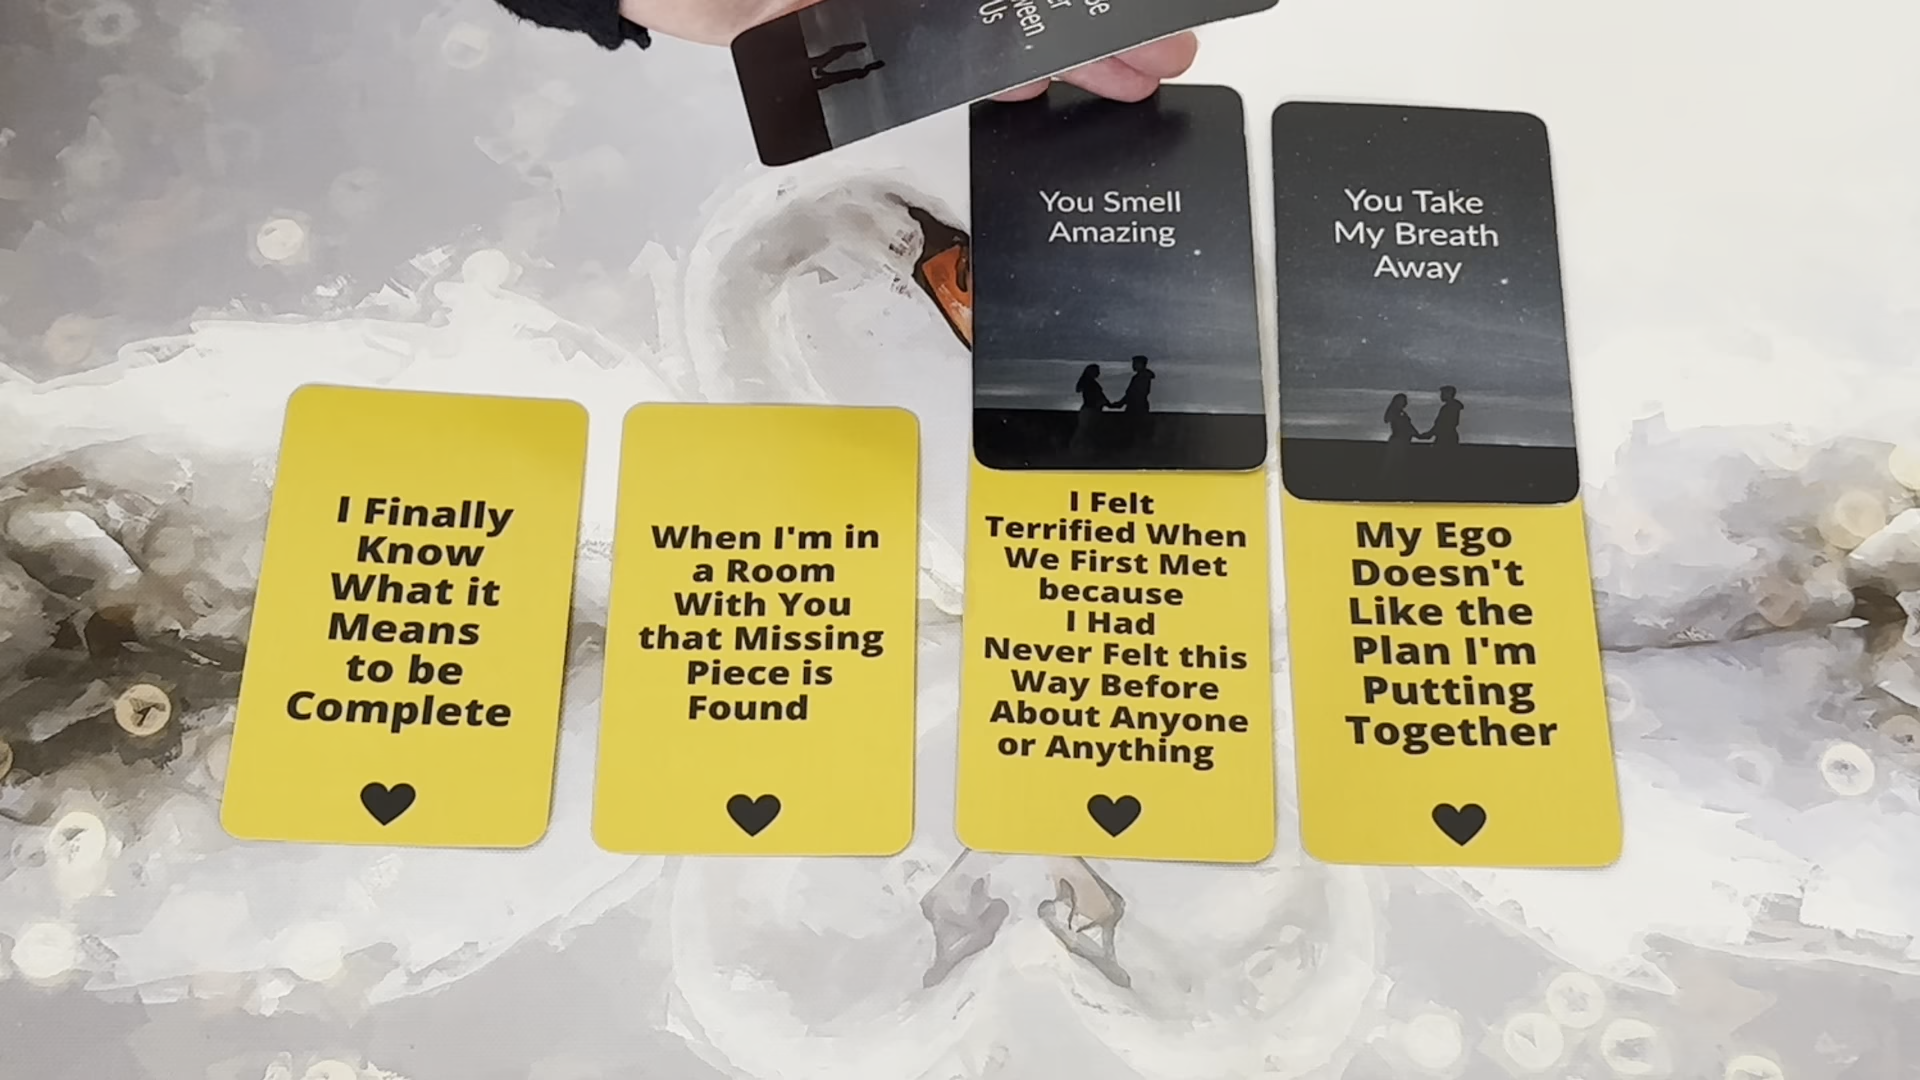 Us
You Smell
Amazing
You Take
My Breath
Away
I Finally
Know
What it
Means
to be
Complete
When I'm in
a Room
With You
that Missing
Piece is
Found
I Felt
Terrified When
We First Met
because
I Had
Never Felt this
Way Before
About Anyone
or Anything
My Ego
Doesn't
Like the
Plan I'm
Putting
Together